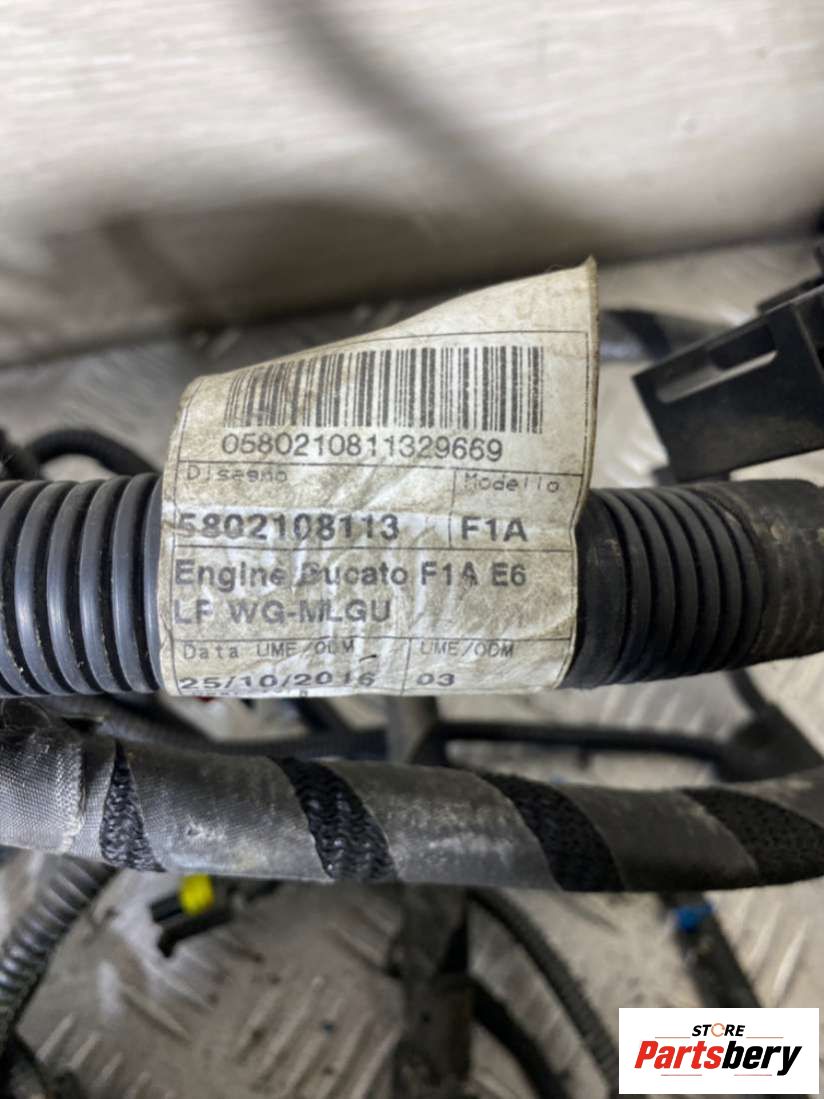 0580210811329669
Disegno Modello
5802108113 F1A
Engine Ducato F1A E6
LP WG-MLGU
Data UME/ODM UME/ODM
25/10/2016 03
STORE
Partsbery